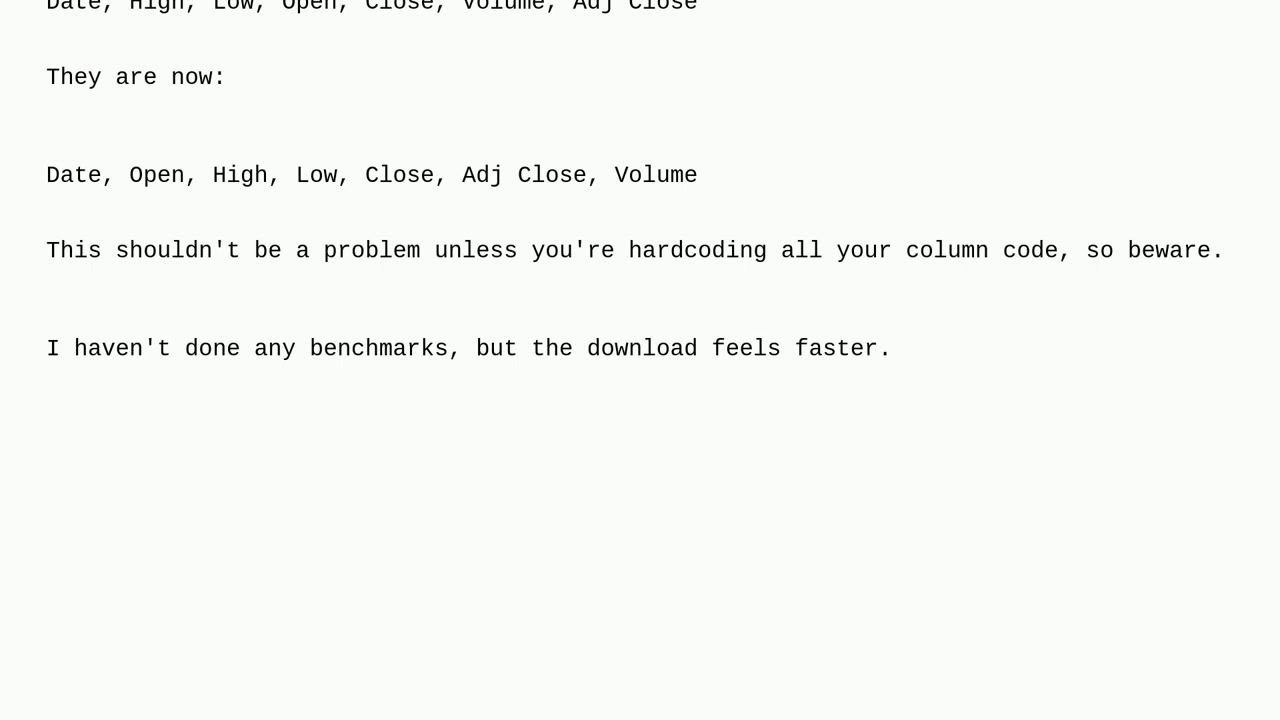 Date, High, Low, Open, Close, Volume, Adj Close
They are now:
Date, Open, High, Low, Close, Adj Close, Volume
This shouldn't be a problem unless you're hardcoding all your column code, so beware.
I haven't done any benchmarks, but the download feels faster.